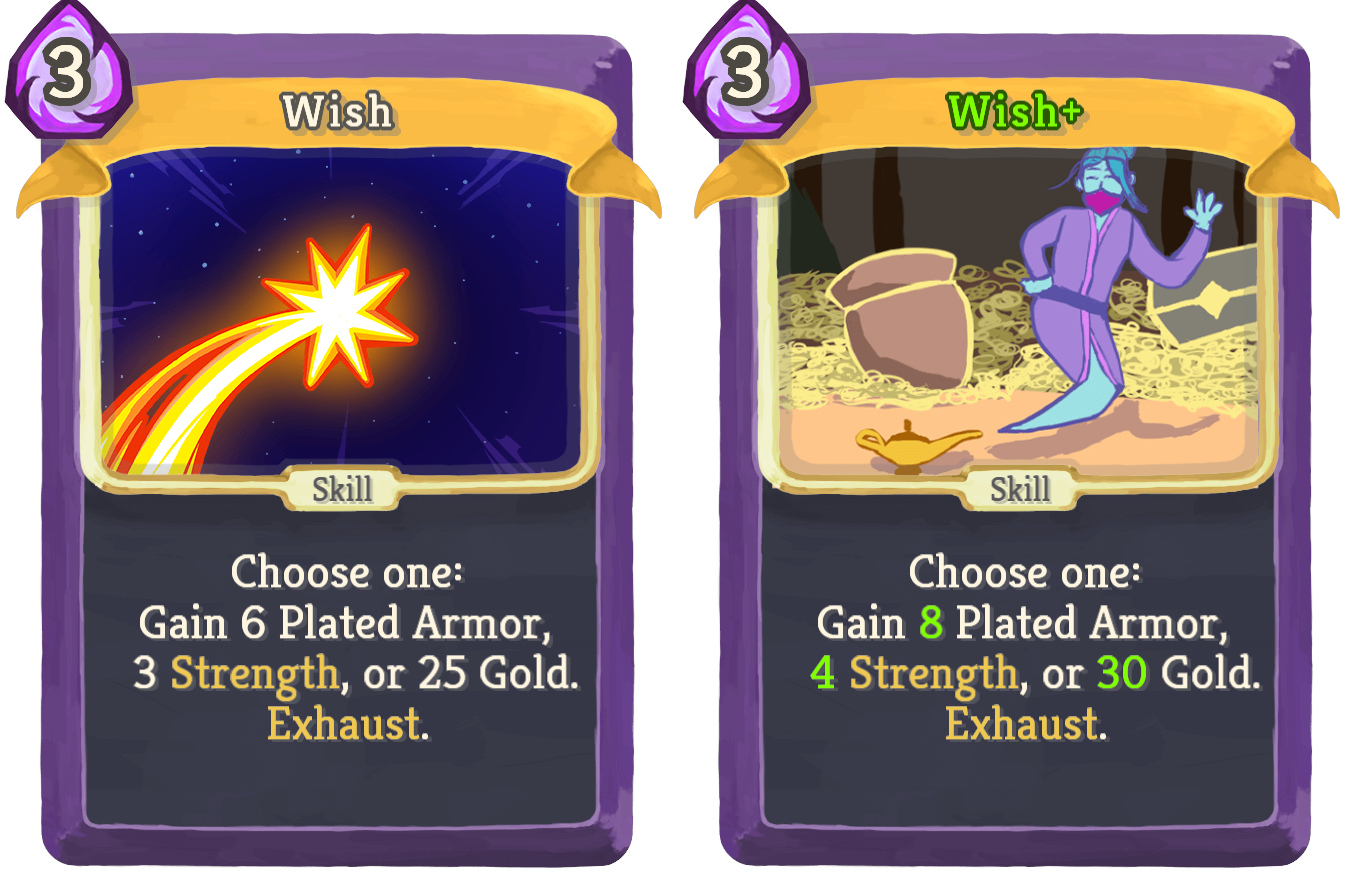 3
Wish
Skill
Choose one:
Gain 6 Plated Armor,
3 Strength, or 25 Gold.
Exhaust.
3
Wish+
Skill
Choose one:
Gain 8 Plated Armor,
4 Strength, or 30 Gold.
Exhaust.